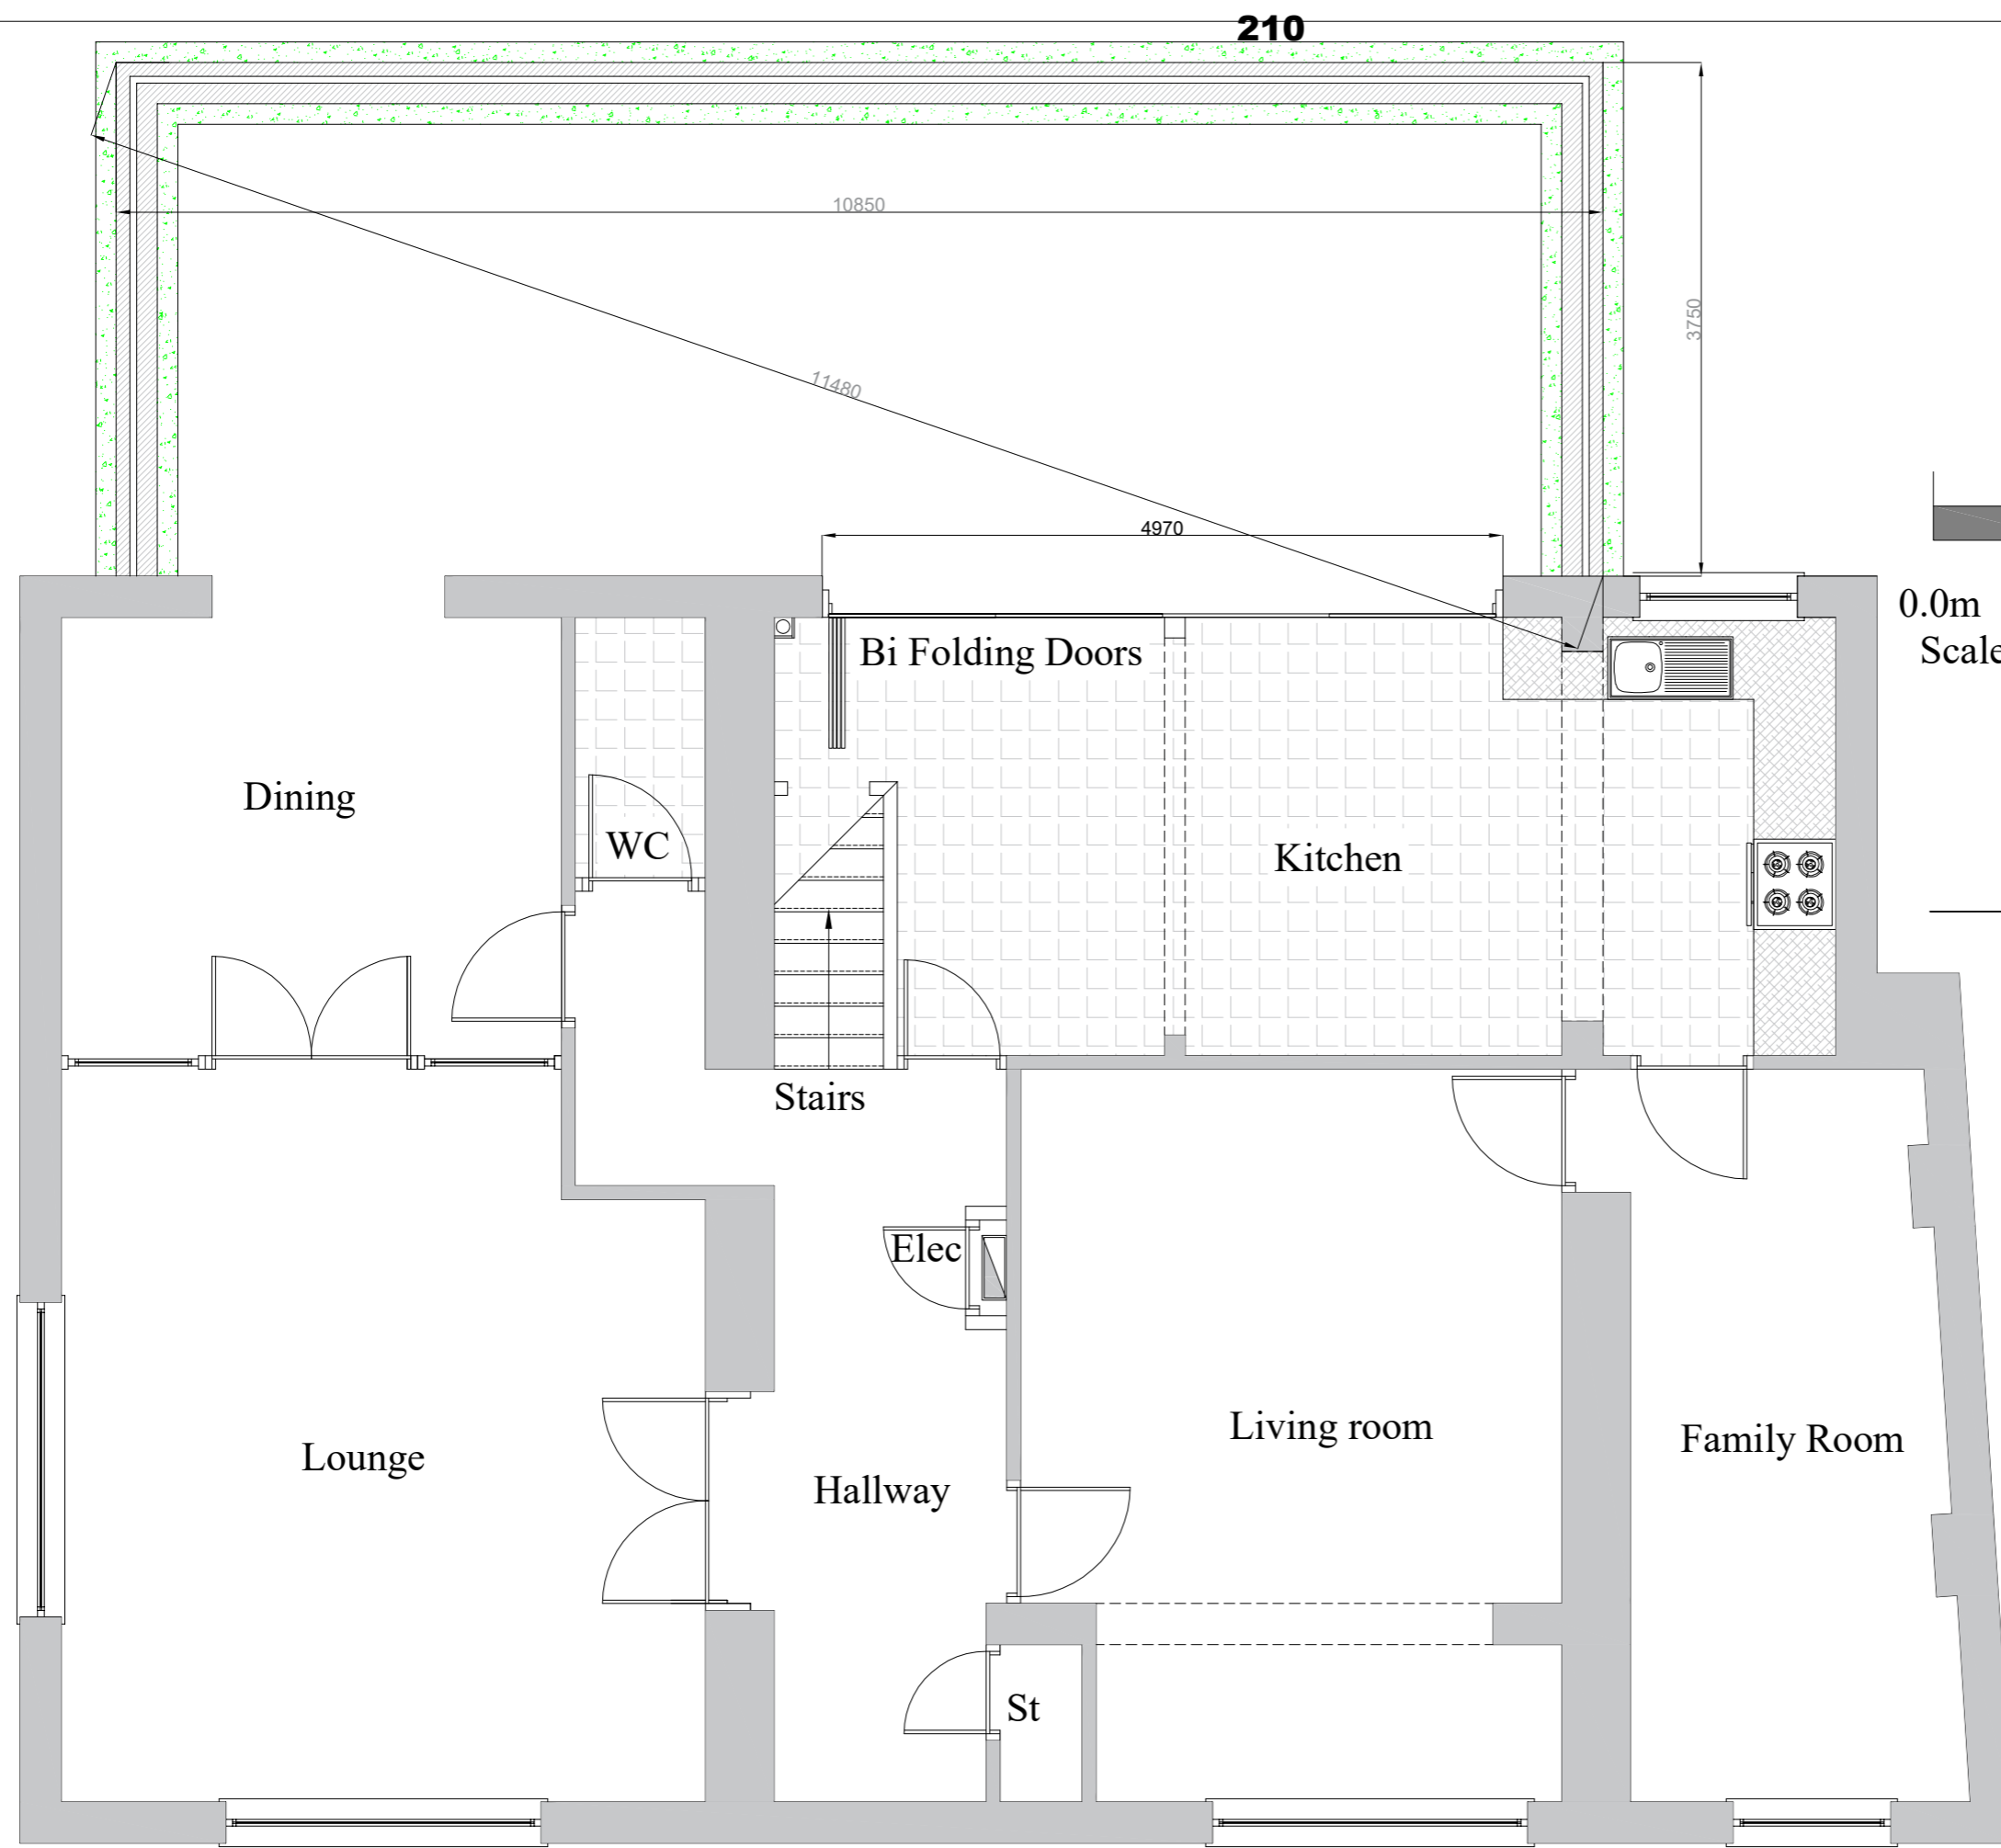 210
10850
3750
11480
4970
0.0m
Scale
Bi Folding Doors
Dining
WC
Kitchen
Stairs
Elec
Living room
Family Room
Lounge
Hallway
St